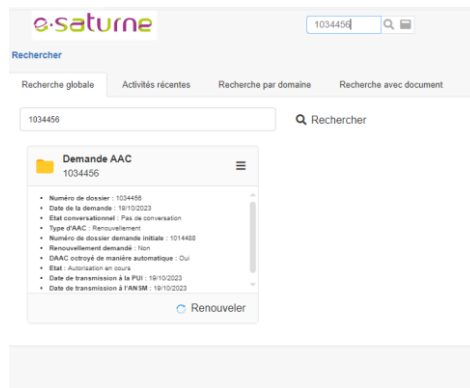 e-saturne
1034456
Rechercher
Recherche globale
Activités récentes
Recherche par domaine
Recherche avec document
1034456
Rechercher
Demande AAC
1034456
Numéro de dossier : 1034456
Date de la demande : 19/10/2023
Etat conversationnel : Pas de conversation
Type d'AAC : Renouvellement
Numéro de dossier demande initiale : 1014488
Renouvellement demandé : Non
DAAC octroyé de manière automatique : Oui
Etat : Autorisation en cours
Date de transmission à la PUI : 19/10/2023
Date de transmission à l'ANSM : 19/10/2023
Renouveler